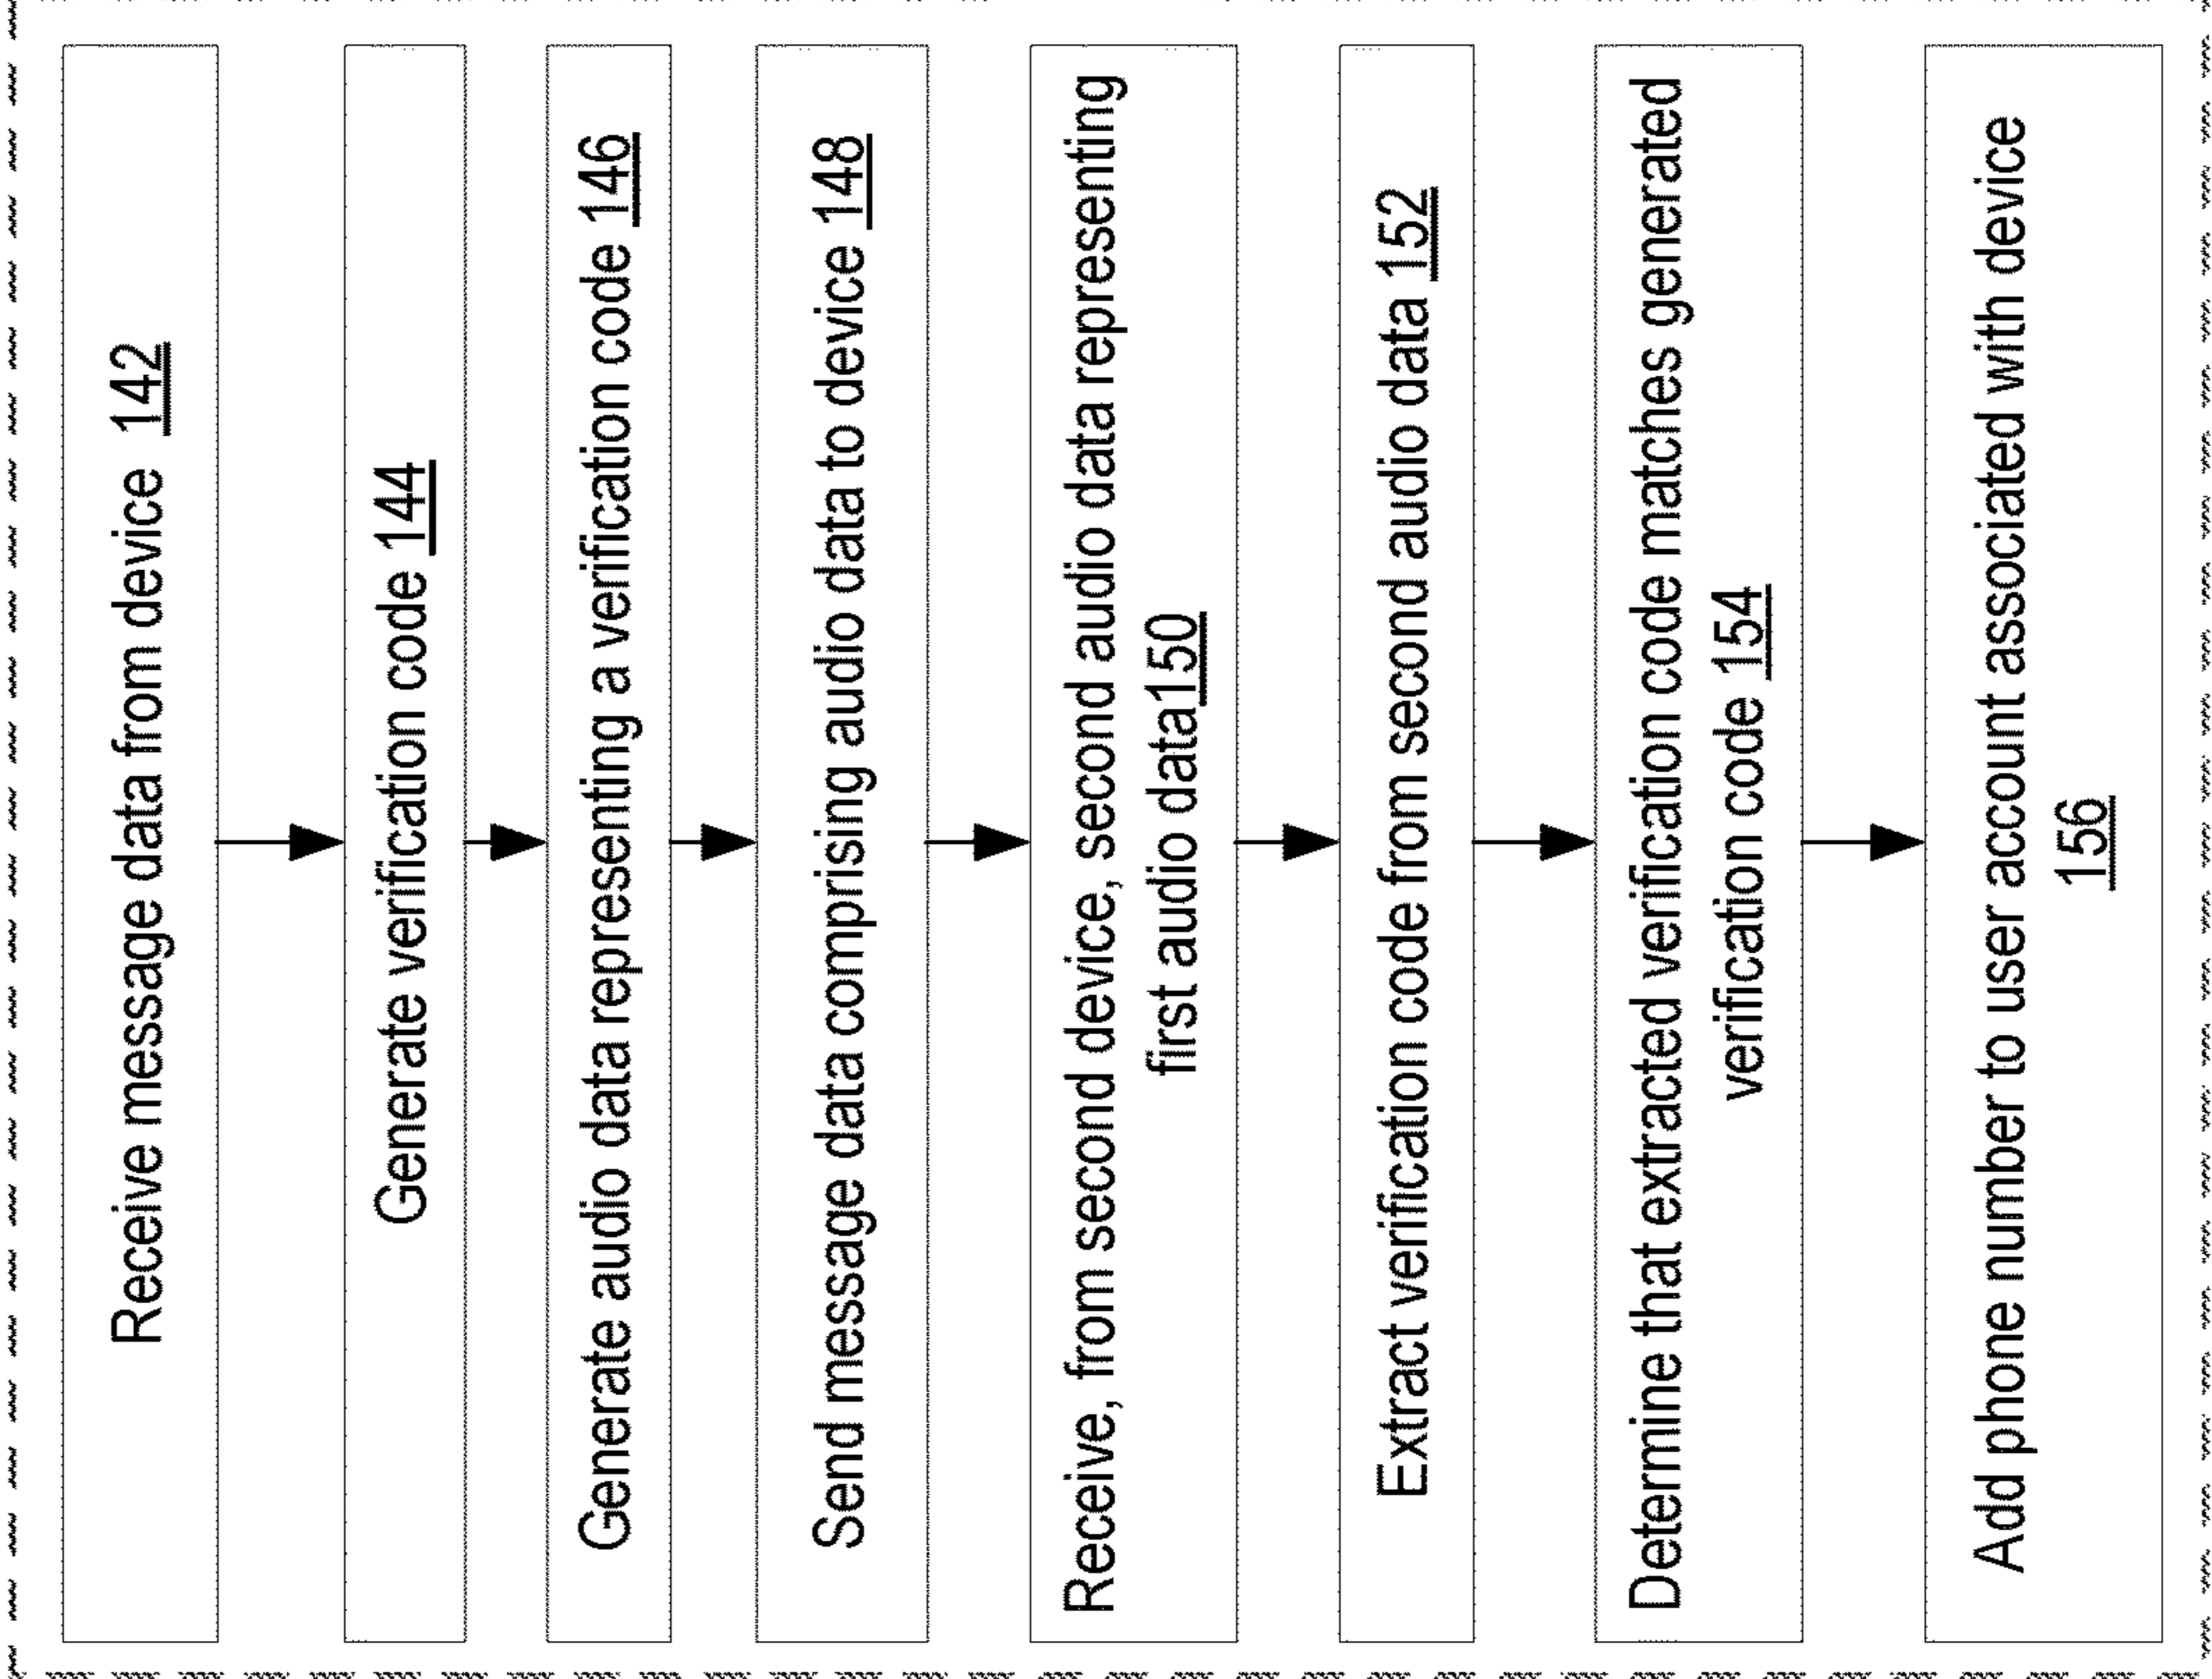 Receive message data from device 142
Generate verification code 144
Generate audio data representing a verification code 146
Send message data comprising audio data to device 148
Receive, from second device, second audio data representing
first audio data150
Extract verification code from second audio data 152
Determine that extracted verification code matches generated
verification code 154
Add phone number to user account associated with device
156